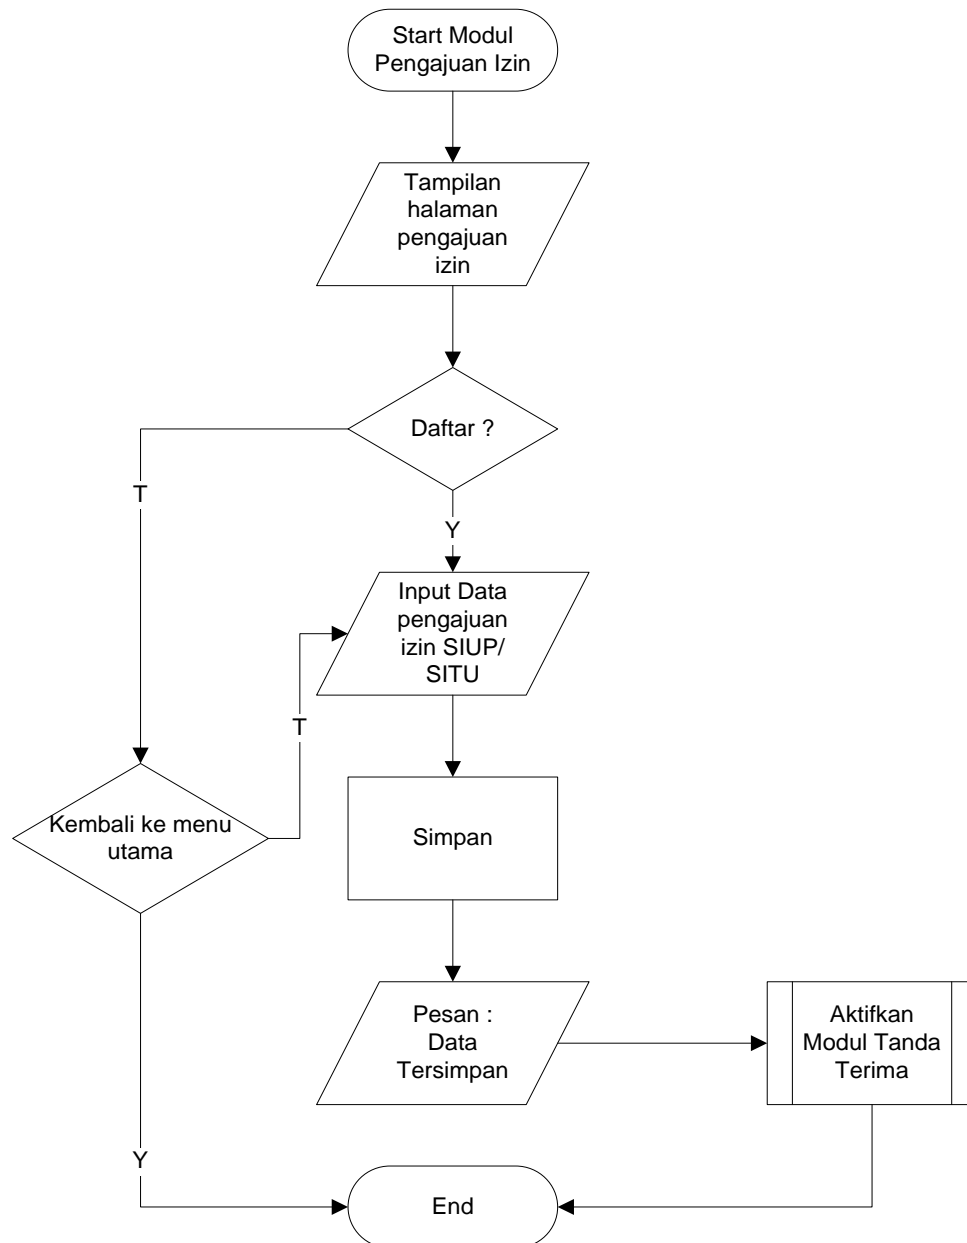 Start Modul
Pengajuan Izin
Tampilan
halaman
pengajuan
izin
Daftar ?
T
Y
Input Data
pengajuan
izin SIUP/
SITU
T
Kembali ke menu
utama
Simpan
Pesan :
Data
Tersimpan
Aktifkan
Modul Tanda
Terima
Y
End